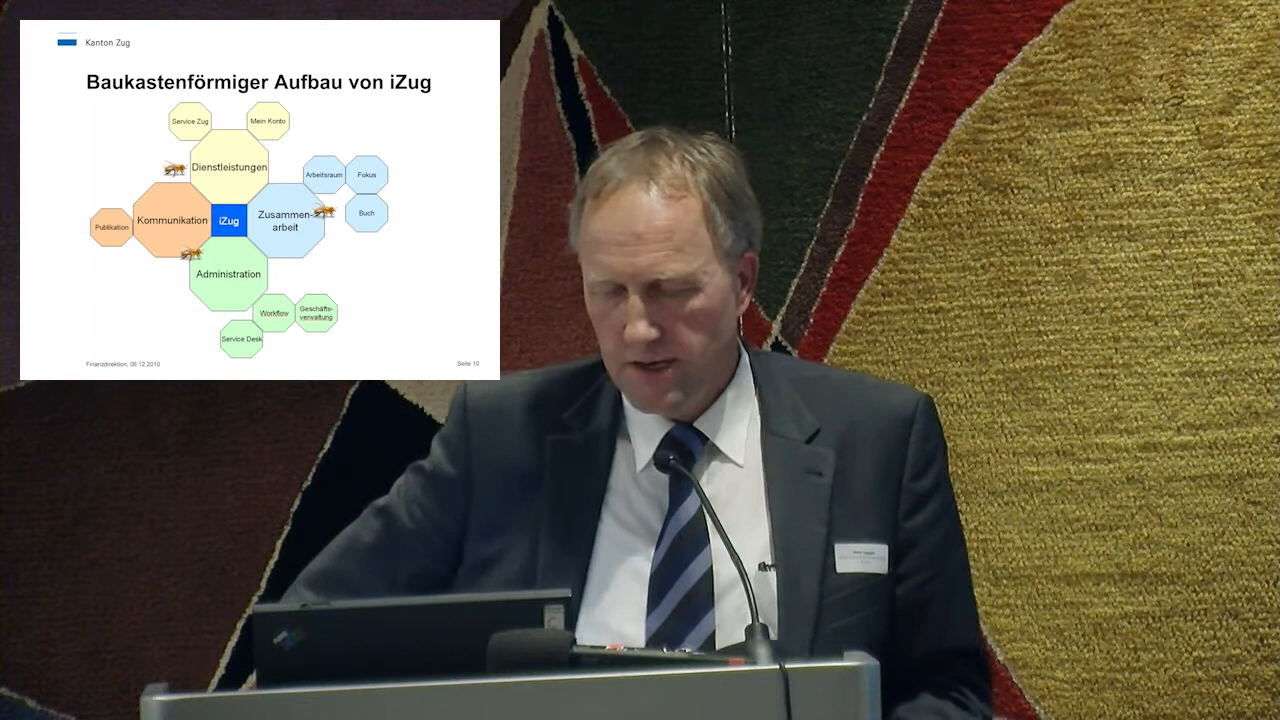 Kanton Zug
Baukastenförmiger Aufbau von iZug
Service Zug
Mein Konto
Dienstleistungen
Arbeitsraum
Fokus
Kommunikation
iZug
Zusammen-
arbeit
Buch
Publikation
Administration
Workflow
Geschäfts-
verwaltung
Service Desk
Finanzdirektion, 06.12.2010
Seite 10